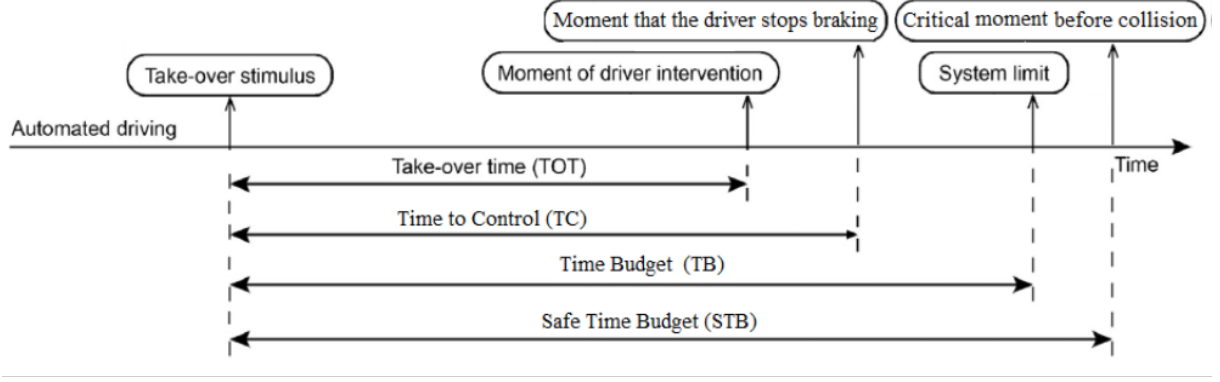 Moment that the driver stops braking
Critical moment before collision
Take-over stimulus
Moment of driver intervention
System limit
Automated driving
Time
Take-over time (TOT)
Time to Control (TC)
Time Budget (TB)
Safe Time Budget (STB)